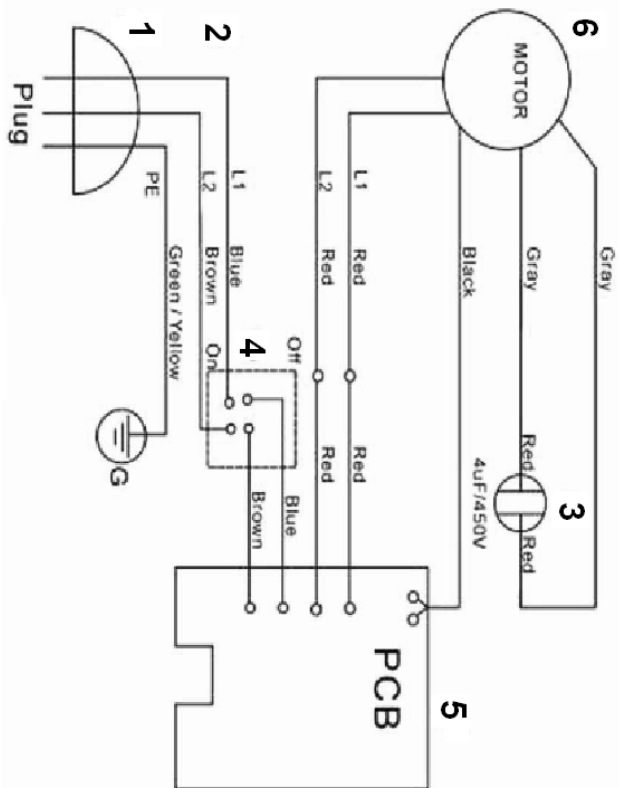 1
2
6
MOTOR
Plug
PE
L2
L1
L2
L1
Green / Yellow
Brown
Blue
Red
Red
Black
Gray
Gray
On
4
Off
G
Red
Red
4uF/450V
Red
3
Red
Brown
Blue
PCB
5